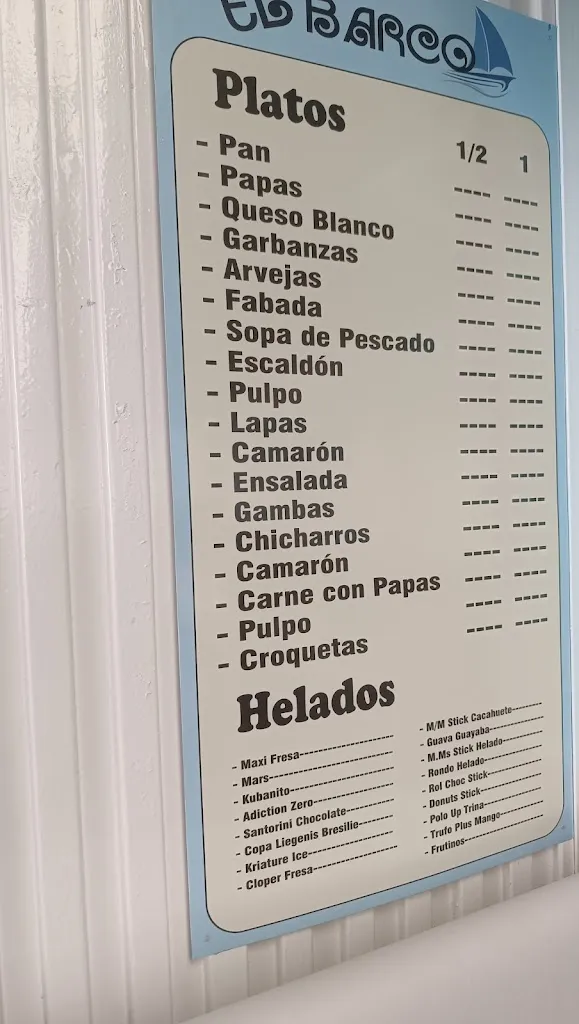 EL BARCO
Platos
1/2 1
- Pan ---- ----
- Papas ---- ----
- Queso Blanco ---- ----
- Garbanzas ---- ----
- Arvejas ---- ----
- Fabada ---- ----
- Sopa de Pescado ---- ----
- Escaldón ---- ----
- Pulpo ---- ----
- Lapas ---- ----
- Camarón ---- ----
- Ensalada ---- ----
- Gambas ---- ----
- Chicharros ---- ----
- Camarón ---- ----
- Carne con Papas ---- ----
- Pulpo ---- ----
- Croquetas
Helados
- Maxi Fresa
- Mars
- Kubanito
- Adiction Zero
- Santorini Chocolate
- Copa Liegenis Bresilie
- Kriature Ice
- Cloper Fresa
- M/M Stick Cacahuete
- Guava Guayaba
- M.Ms Stick Helado
- Rondo Helado
- Rol Choc Stick
- Donuts Stick
- Polo Up Trina
- Trufo Plus Mango
- Frutinos